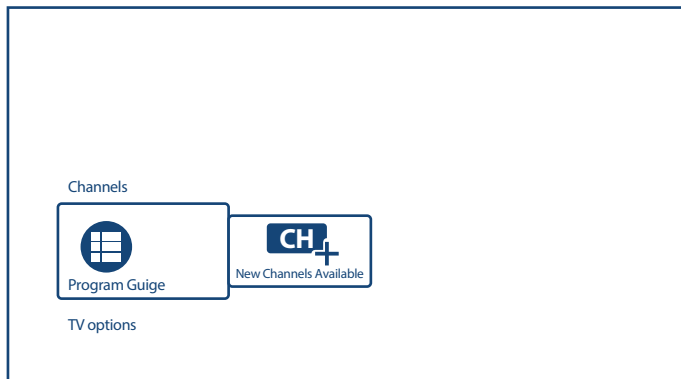 Channels
CH
Program Guige
New Channels Available
TV options